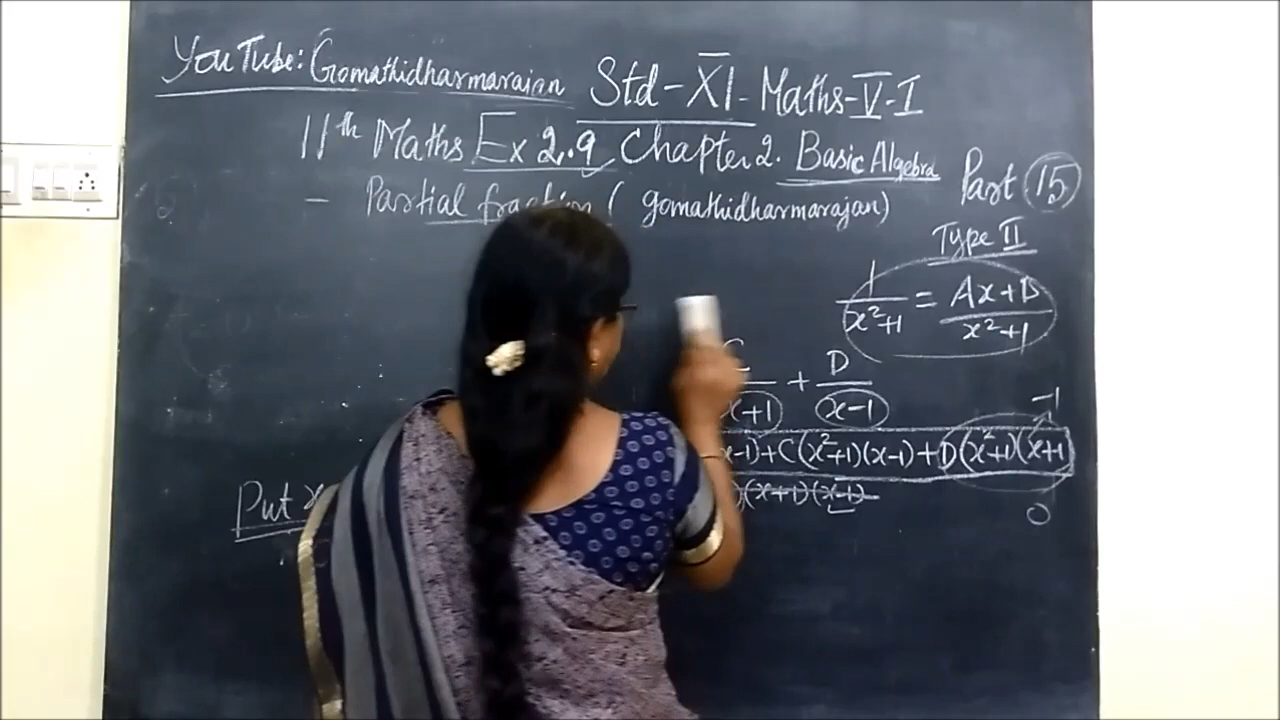 YouTube: Gomathidharmarajan Std-XI-Maths-V-I
11th Maths Ex 2.9 Chapter 2. Basic Algebra
- Partial fraction ( gomathidharmarajan) Part 15
Type II
1/x²+1 = Ax+B/x²+1
C/x+1 + D/x-1
-1
x-1)+C(x²+1)(x-1)+D(x²+1)(x+1)
)(x+1)(x-1)
Put x
0